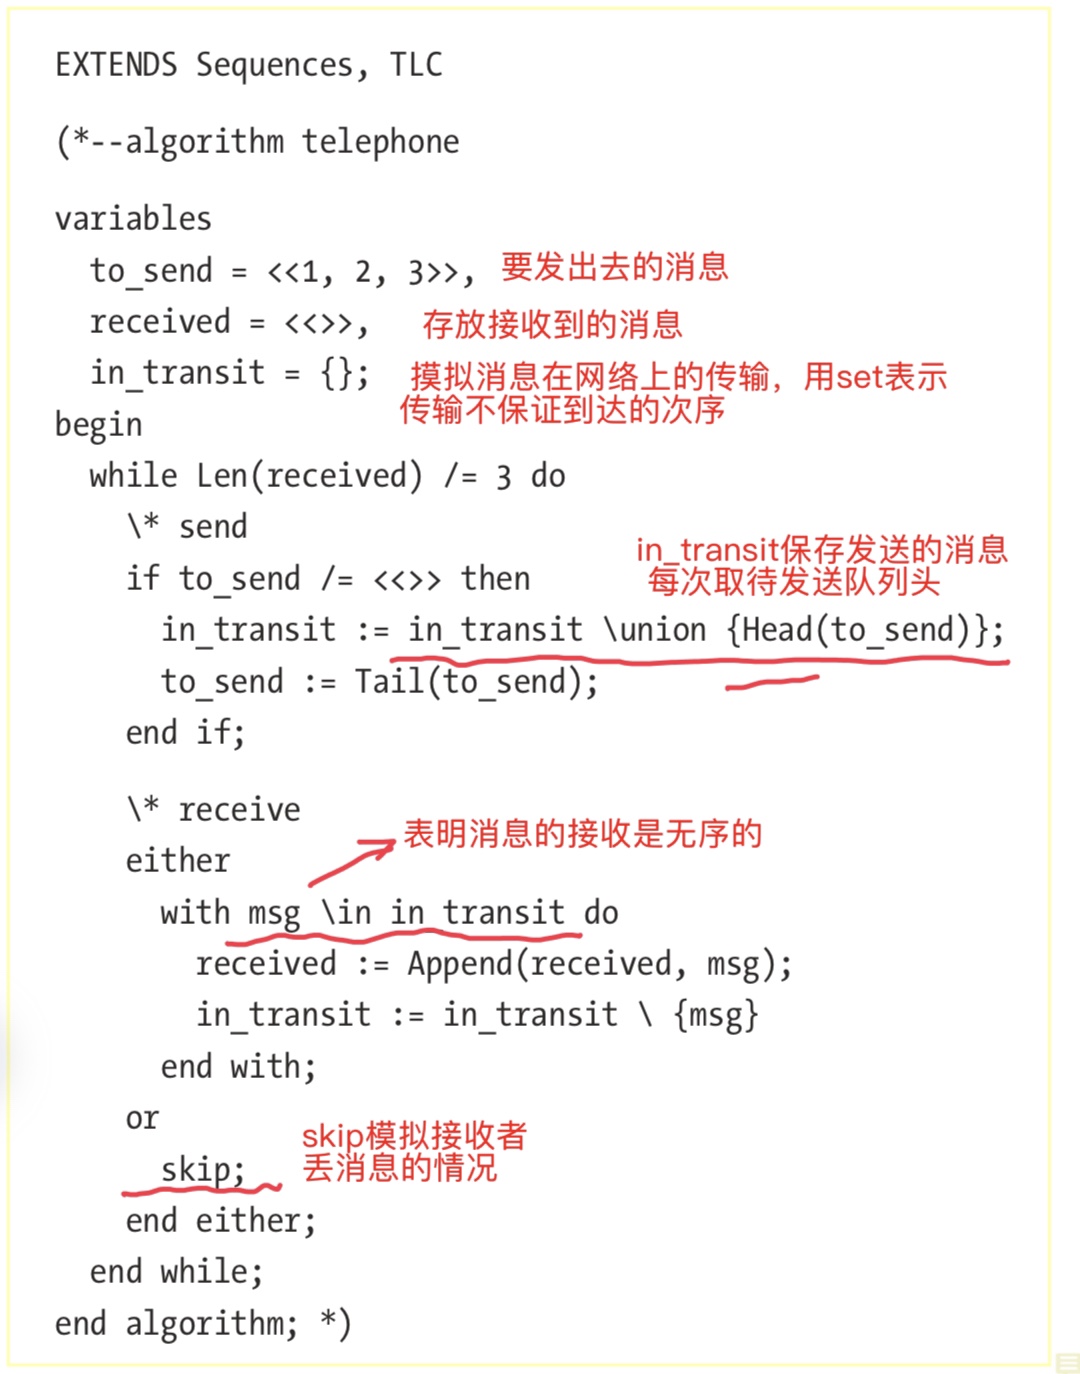 EXTENDS Sequences, TLC
(*--algorithm telephone
variables
to_send = <<1, 2, 3>>, 要发出去的消息
received = <<>>, 存放接收到的消息
in_transit = {}; 摸拟消息在网络上的传输，用set表示
传输不保证到达的次序
begin
while Len(received) /= 3 do
\* send
in_transit保存发送的消息
if to_send /= <<>> then 每次取待发送队列头
in_transit := in_transit \union {Head(to_send)};
to_send := Tail(to_send);
end if;
\* receive
表明消息的接收是无序的
either
with msg \in in_transit do
received := Append(received, msg);
in_transit := in_transit \ {msg}
end with;
or
skip模拟接收者
skip; 丢消息的情况
end either;
end while;
end algorithm; *)